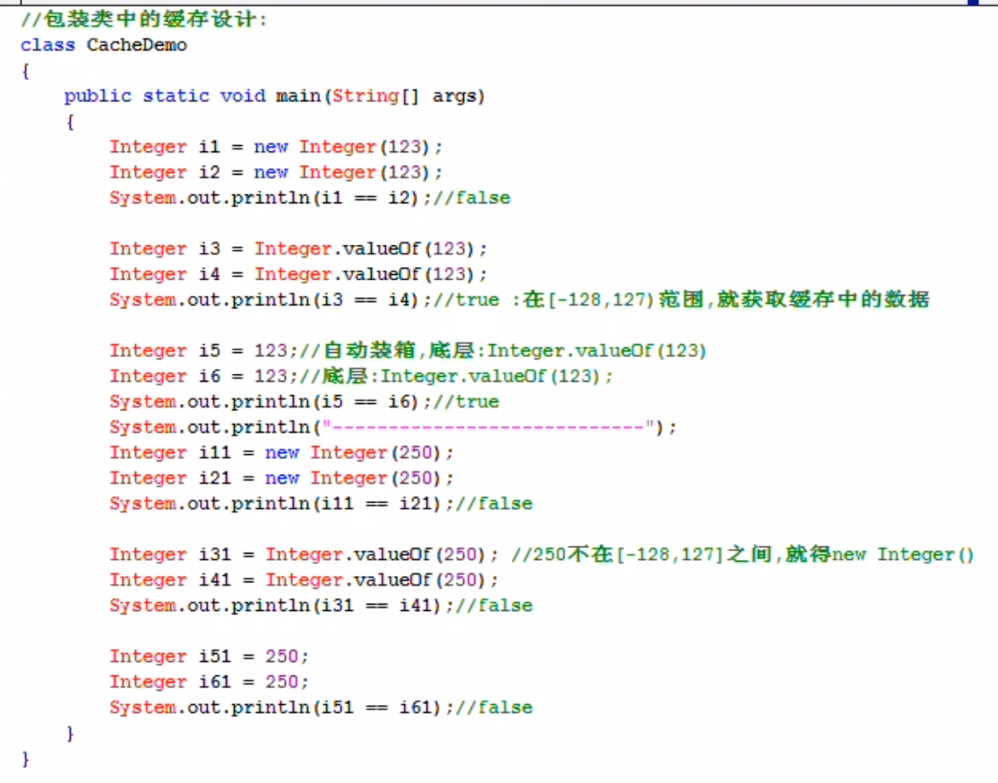 //包装类中的缓存设计:
class CacheDemo
{
    public static void main(String[] args)
    {
        Integer i1 = new Integer(123);
        Integer i2 = new Integer(123);
        System.out.println(i1 == i2);//false

        Integer i3 = Integer.valueOf(123);
        Integer i4 = Integer.valueOf(123);
        System.out.println(i3 == i4);//true :在[-128,127)范围,就获取缓存中的数据

        Integer i5 = 123;//自动装箱,底层:Integer.valueOf(123)
        Integer i6 = 123;//底层:Integer.valueOf(123);
        System.out.println(i5 == i6);//true
        System.out.println("----------------------------");
        Integer i11 = new Integer(250);
        Integer i21 = new Integer(250);
        System.out.println(i11 == i21);//false

        Integer i31 = Integer.valueOf(250); //250不在[-128,127]之间,就得new Integer()
        Integer i41 = Integer.valueOf(250);
        System.out.println(i31 == i41);//false

        Integer i51 = 250;
        Integer i61 = 250;
        System.out.println(i51 == i61);//false
    }
}